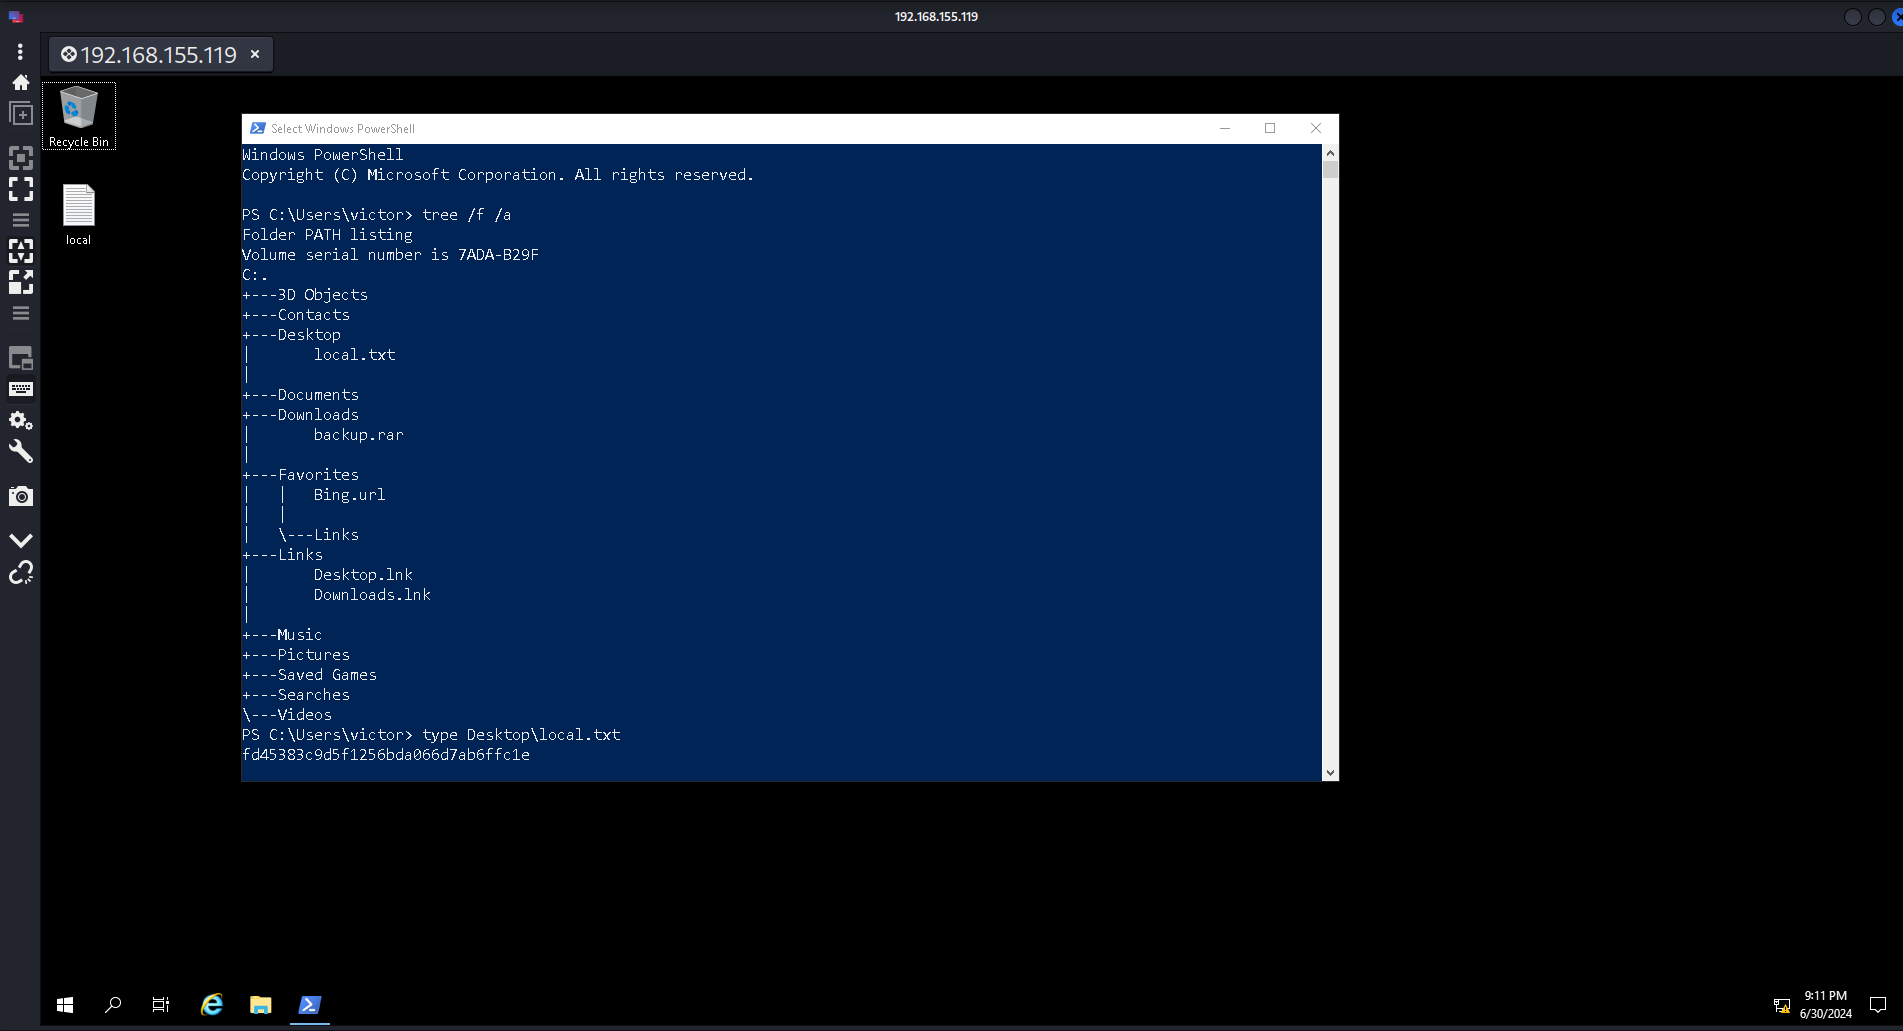 192.168.155.119
192.168.155.119
Recycle Bin
local
Select Windows PowerShell
Windows PowerShell
Copyright (C) Microsoft Corporation. All rights reserved.
PS C:\Users\victor> tree /f /a
Folder PATH listing
Volume serial number is 7ADA-B29F
C:.
+---3D Objects
+---Contacts
+---Desktop
|       local.txt
|
+---Documents
+---Downloads
|       backup.rar
|
+---Favorites
|   |   Bing.url
|   |
|   \---Links
+---Links
|       Desktop.lnk
|       Downloads.lnk
|
+---Music
+---Pictures
+---Saved Games
+---Searches
\---Videos
PS C:\Users\victor> type Desktop\local.txt
fd45383c9d5f1256bda066d7ab6ffc1e
9:11 PM
6/30/2024